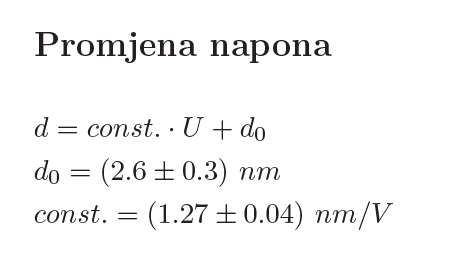 Promjena napona
d = const. · U + d₀
d₀ = (2.6 ± 0.3) nm
const. = (1.27 ± 0.04) nm/V